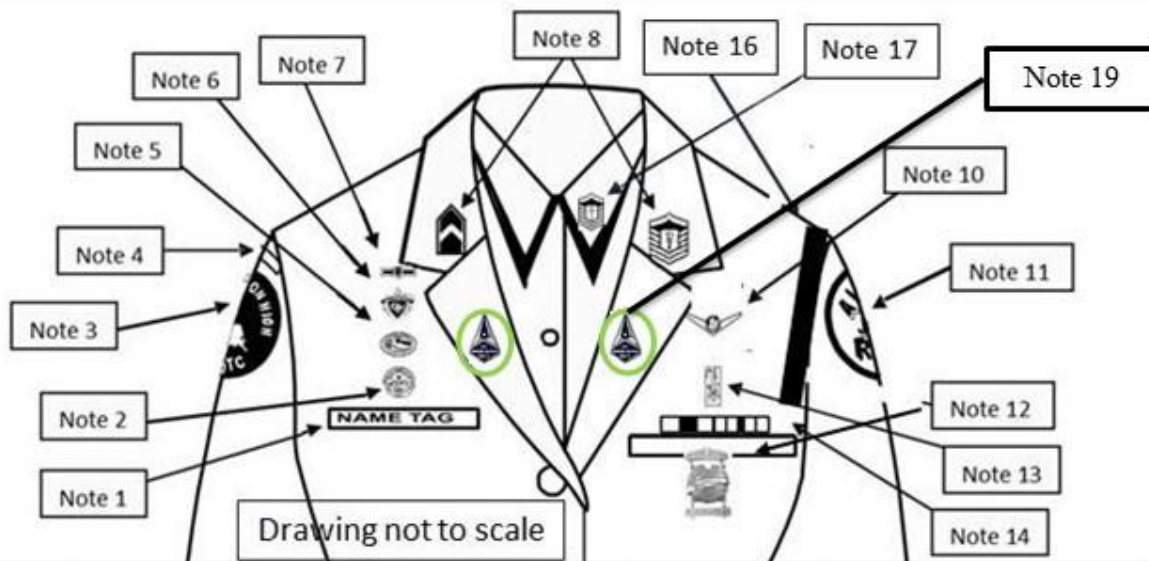 Note 8
Note 16
Note 17
Note 7
Note 6
Note 19
Note 5
Note 10
Note 4
Note 11
Note 3
NAME TAG
Note 2
Note 12
Note 1
Note 13
Drawing not to scale
Note 14